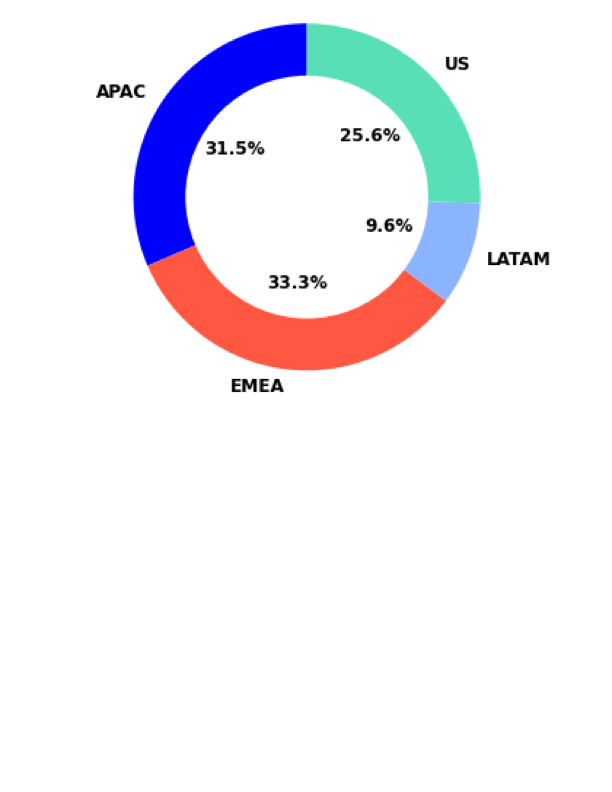 US
APAC
25.6%
31.5%
9.6%
LATAM
33.3%
EMEA